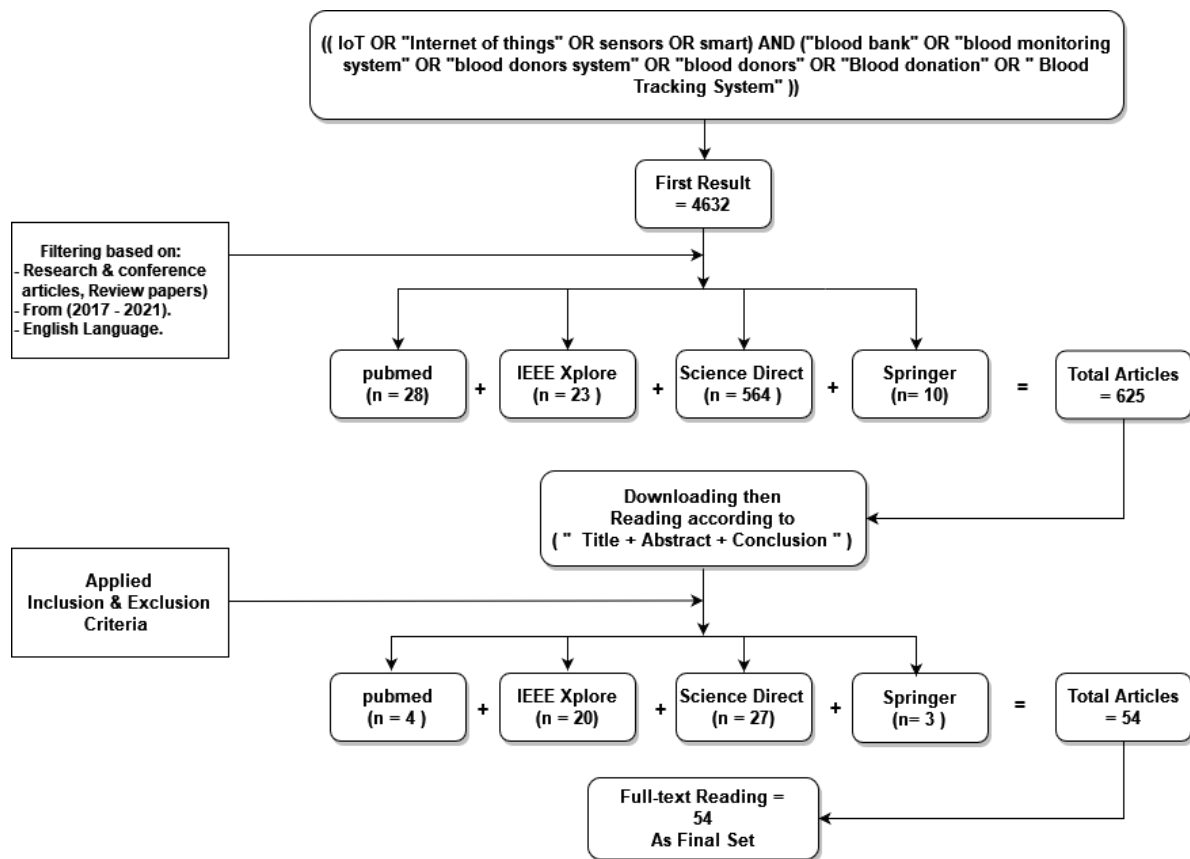 (( IoT OR "Internet of things" OR sensors OR smart) AND ("blood bank" OR "blood monitoring
system" OR "blood donors system" OR "blood donors" OR "Blood donation" OR " Blood
Tracking System" ))
First Result
= 4632
Filtering based on:
- Research & conference
articles, Review papers)
- From (2017 - 2021).
- English Language.
pubmed
(n = 28)
+
IEEE Xplore
(n = 23 )
+
Science Direct
(n = 564 )
+
Springer
(n= 10)
=
Total Articles
= 625
Downloading then
Reading according to
( " Title + Abstract + Conclusion " )
Applied
Inclusion & Exclusion
Criteria
pubmed
(n = 4 )
+
IEEE Xplore
(n = 20)
+
Science Direct
(n = 27)
+
Springer
(n= 3 )
=
Total Articles
= 54
Full-text Reading =
54
As Final Set